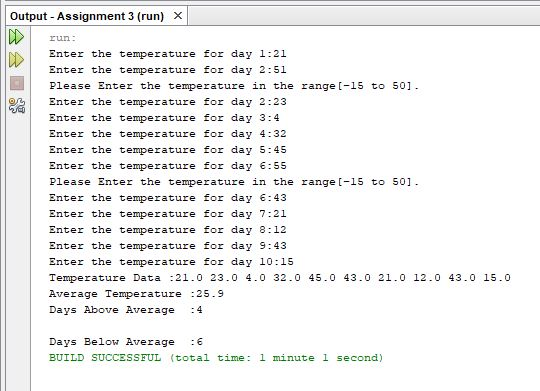 Output - Assignment 3 (run) ×
run:
Enter the temperature for day 1:21
Enter the temperature for day 2:51
Please Enter the temperature in the range[-15 to 50].
Enter the temperature for day 2:23
Enter the temperature for day 3:4
Enter the temperature for day 4:32
Enter the temperature for day 5:45
Enter the temperature for day 6:55
Please Enter the temperature in the range[-15 to 50].
Enter the temperature for day 6:43
Enter the temperature for day 7:21
Enter the temperature for day 8:12
Enter the temperature for day 9:43
Enter the temperature for day 10:15
Temperature Data :21.0 23.0 4.0 32.0 45.0 43.0 21.0 12.0 43.0 15.0
Average Temperature :25.9
Days Above Average  :4
Days Below Average  :6
BUILD SUCCESSFUL (total time: 1 minute 1 second)